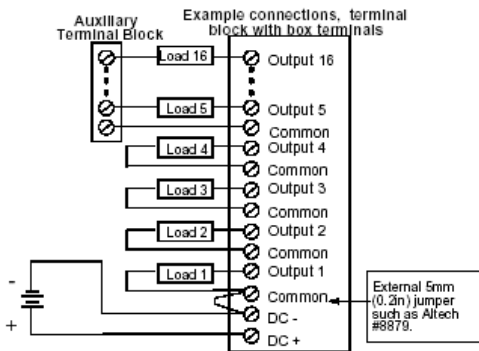 Auxillary
Terminal Block
Example connections, terminal
block with box terminals
Load 16
Output 16
Load 5
Output 5
Common
Load 4
Output 4
Common
Load 3
Output 3
Common
Load 2
Output 2
Common
Load 1
Output 1
Common
DC -
DC +
-
+
External 5mm
(0.2in) jumper
such as Altech
#8879.